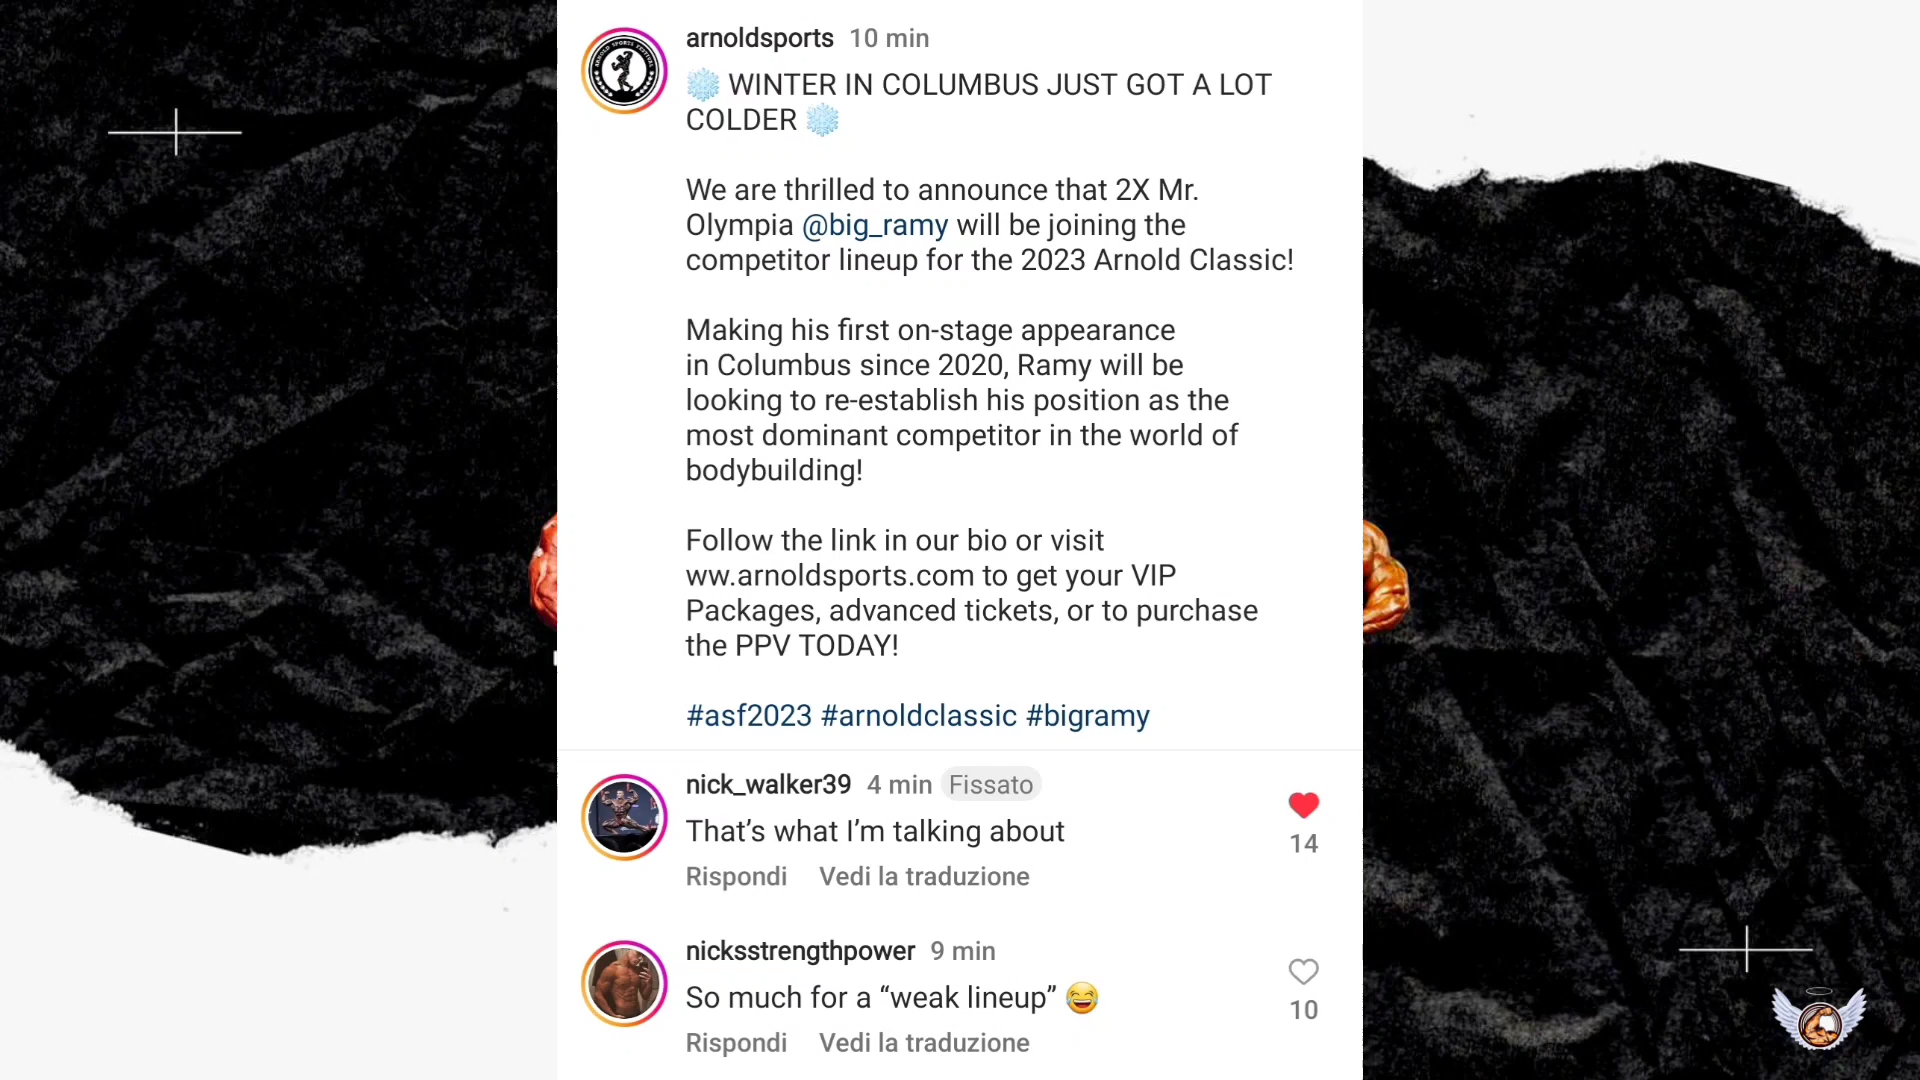 arnoldsports 10 min
❄️ WINTER IN COLUMBUS JUST GOT A LOT
COLDER ❄️
We are thrilled to announce that 2X Mr.
Olympia @big_ramy will be joining the
competitor lineup for the 2023 Arnold Classic!
Making his first on-stage appearance
in Columbus since 2020, Ramy will be
looking to re-establish his position as the
most dominant competitor in the world of
bodybuilding!
Follow the link in our bio or visit
ww.arnoldsports.com to get your VIP
Packages, advanced tickets, or to purchase
the PPV TODAY!
#asf2023 #arnoldclassic #bigramy
nick_walker39 4 min Fissato
That’s what I’m talking about
14
Rispondi Vedi la traduzione
nicksstrengthpower 9 min
So much for a “weak lineup” 😂
10
Rispondi Vedi la traduzione
ARNOLD SPORTS FESTIVAL